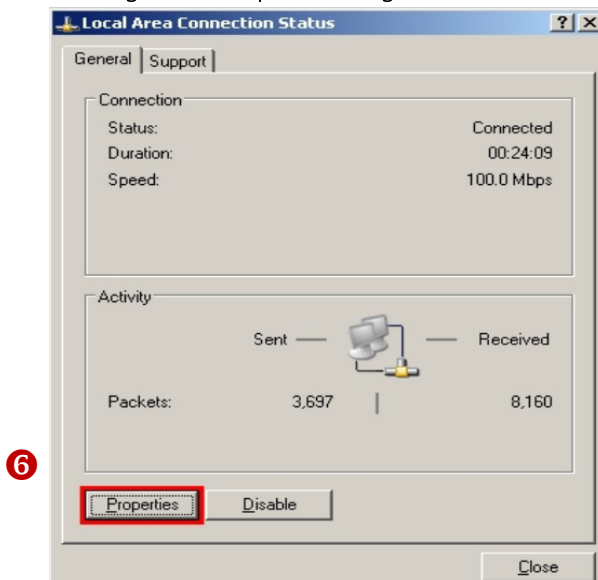 Local Area Connection Status ? ×
General Support
Connection
Status: Connected
Duration: 00:24:09
Speed: 100.0 Mbps
Activity
Sent — — Received
Packets: 3,697 | 8,160
6
Properties Disable
Close